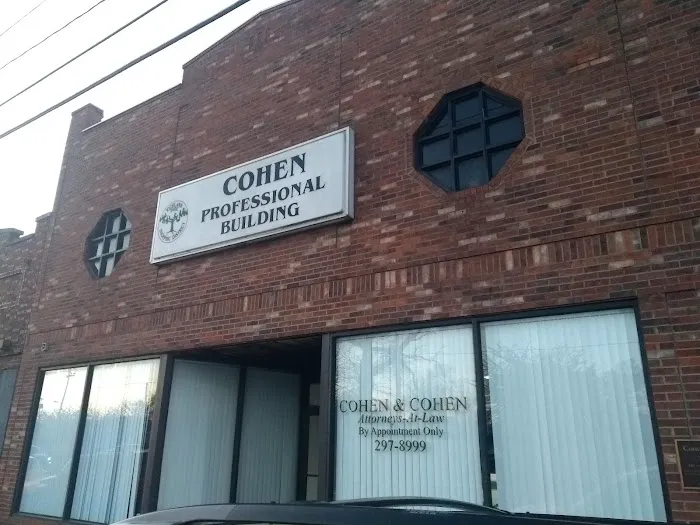 COHEN
PROFESSIONAL
BUILDING
COHEN & COHEN
Attorneys-At-Law
By Appointment Only
297-8999